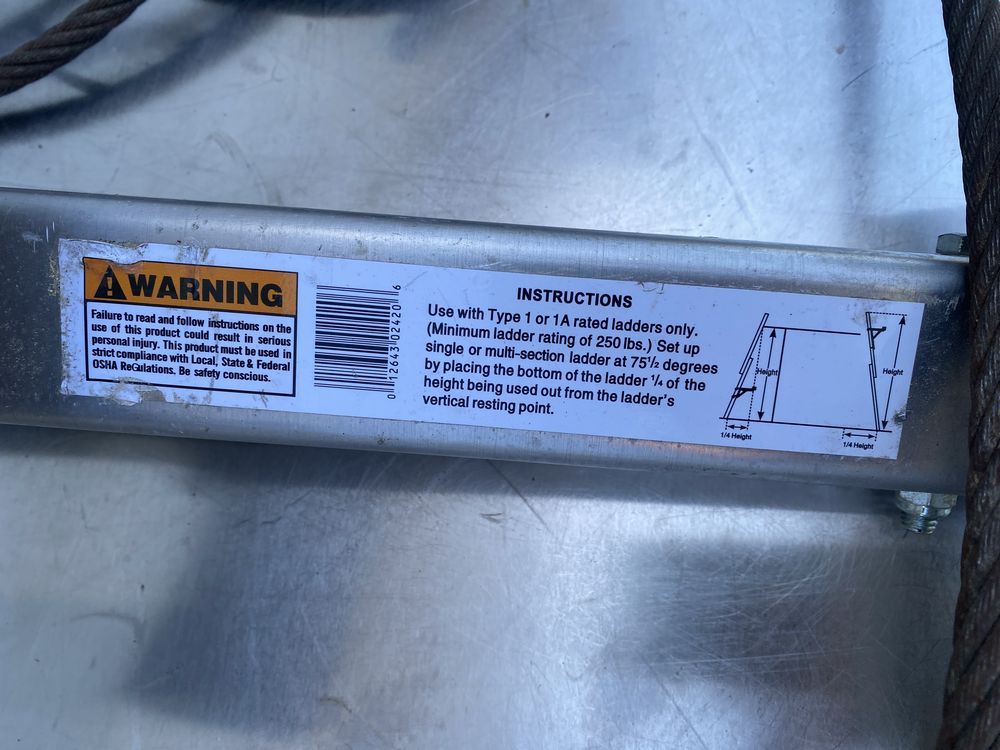 WARNING
Failure to read and follow instructions on the
use of this product could result in serious
personal injury. This product must be used in
strict compliance with Local, State & Federal
OSHA ReGulations. Be safety conscious.
0 12643 02420 6
INSTRUCTIONS
Use with Type 1 or 1A rated ladders only.
(Minimum ladder rating of 250 lbs.) Set up
single or multi-section ladder at 75½ degrees
by placing the bottom of the ladder ¼ of the
height being used out from the ladder's
vertical resting point.
Height
1/4 Height
Height
1/4 Height